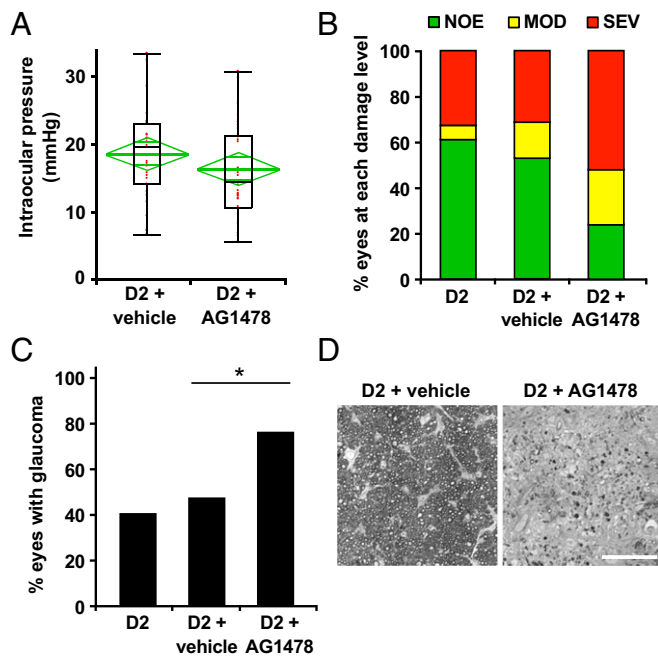 A
Intraocular pressure
(mmHg)
30
20
10
0
D2 +
vehicle
D2 +
AG1478
B
NOE MOD SEV
% eyes at each damage level
100
80
60
40
20
0
D2
D2 +
vehicle
D2 +
AG1478
C
% eyes with glaucoma
100
80
60
40
20
0
*
D2
D2 +
vehicle
D2 +
AG1478
D
D2 + vehicle
D2 + AG1478